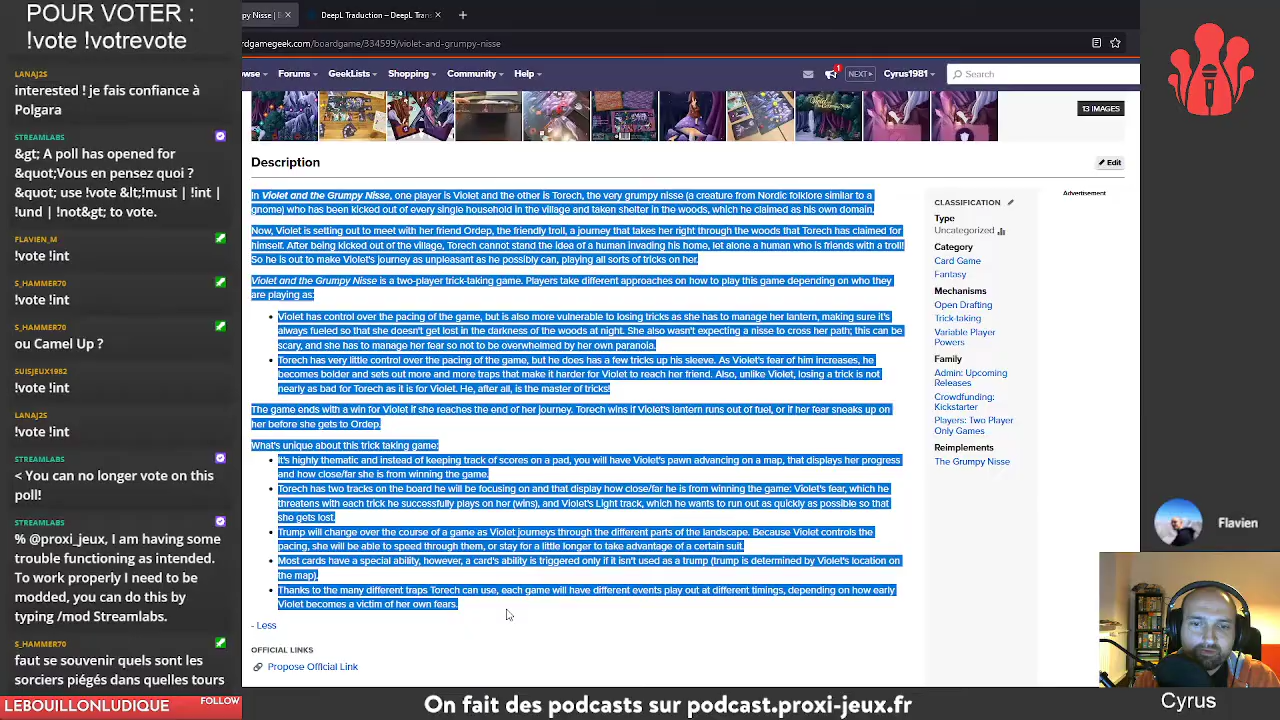 POUR VOTER :
!vote !votrevote
LANAJ2S
interested ! je fais confiance à
Polgara
STREAMLABS
&gt; A poll has opened for
&quot;Vous en pensez quoi ?
&quot; use !vote &lt;!must | !int |
!und | !no&gt; to vote.
FLAVIEN_M
!vote !int
S_HAMMER70
!vote !int
S_HAMMER70
ou Camel Up ?
SUISJEUX1982
!vote !int
LANAJ2S
!vote !int
STREAMLABS
< You can no longer vote on this
poll!
STREAMLABS
% @proxi_jeux, I am having some
trouble functioning as intended.
To work properly I need to be
modded, you can do this by
typing /mod Streamlabs.
S_HAMMER70
faut se souvenir quels sont les
sorciers piégés dans quelles tours
LEBOUILLONLUDIQUE FOLLOW
ny Nisse | DeepL Traduction – DeepL Trans
rdgamegeek.com/boardgame/334599/violet-and-grumpy-nisse
wse Forums GeekLists Shopping Community Help 1 NEXT Cyrus1981 Search
13 IMAGES
Description
Edit
In Violet and the Grumpy Nisse, one player is Violet and the other is Torech, the very grumpy nisse (a creature from Nordic folklore similar to a
gnome) who has been kicked out of every single household in the village and taken shelter in the woods, which he claimed as his own domain.
Now, Violet is setting out to meet with her friend Ordep, the friendly troll, a journey that takes her right through the woods that Torech has claimed for
himself. After being kicked out of the village, Torech cannot stand the idea of a human invading his home, let alone a human who is friends with a troll!
So he is out to make Violet's journey as unpleasant as he possibly can, playing all sorts of tricks on her.
Violet and the Grumpy Nisse is a two-player trick-taking game. Players take different approaches on how to play this game depending on who they
are playing as:
• Violet has control over the pacing of the game, but is also more vulnerable to losing tricks as she has to manage her lantern, making sure it's
always fueled so that she doesn't get lost in the darkness of the woods at night. She also wasn't expecting a nisse to cross her path; this can be
scary, and she has to manage her fear so not to be overwhelmed by her own paranoia.
• Torech has very little control over the pacing of the game, but he does has a few tricks up his sleeve. As Violet's fear of him increases, he
becomes bolder and sets out more and more traps that make it harder for Violet to reach her friend. Also, unlike Violet, losing a trick is not
nearly as bad for Torech as it is for Violet. He, after all, is the master of tricks!
The game ends with a win for Violet if she reaches the end of her journey. Torech wins if Violet's lantern runs out of fuel, or if her fear sneaks up on
her before she gets to Ordep.
What's unique about this trick taking game:
• It's highly thematic and instead of keeping track of scores on a pad, you will have Violet's pawn advancing on a map, that displays her progress
and how close/far she is from winning the game.
• Torech has two tracks on the board he will be focusing on and that display how close/far he is from winning the game: Violet's fear, which he
threatens with each trick he successfully plays on her (wins), and Violet's Light track, which he wants to run out as quickly as possible so that
she gets lost.
• Trump will change over the course of a game as Violet journeys through the different parts of the landscape. Because Violet controls the
pacing, she will be able to speed through them, or stay for a little longer to take advantage of a certain suit.
• Most cards have a special ability, however, a card's ability is triggered only if it isn't used as a trump (trump is determined by Violet's location on
the map).
• Thanks to the many different traps Torech can use, each game will have different events play out at different timings, depending on how early
Violet becomes a victim of her own fears.
- Less
OFFICIAL LINKS
Propose Official Link
CLASSIFICATION
Type
Uncategorized
Category
Card Game
Fantasy
Mechanisms
Open Drafting
Trick-taking
Variable Player
Powers
Family
Admin: Upcoming
Releases
Crowdfunding:
Kickstarter
Players: Two Player
Only Games
Reimplements
The Grumpy Nisse
Advertisement
Flavien
On fait des podcasts sur podcast.proxi-jeux.fr
Cyrus